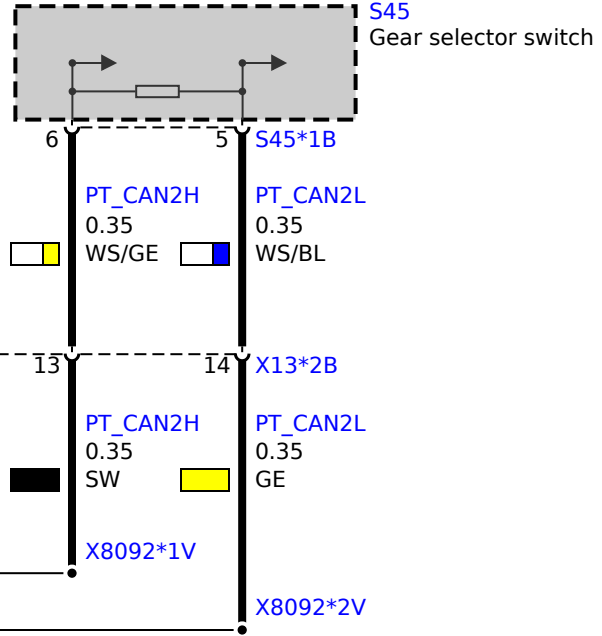 S45
Gear selector switch
6
5
S45*1B
PT_CAN2H
0.35
WS/GE
PT_CAN2L
0.35
WS/BL
13
14
X13*2B
PT_CAN2H
0.35
SW
PT_CAN2L
0.35
GE
X8092*1V
X8092*2V